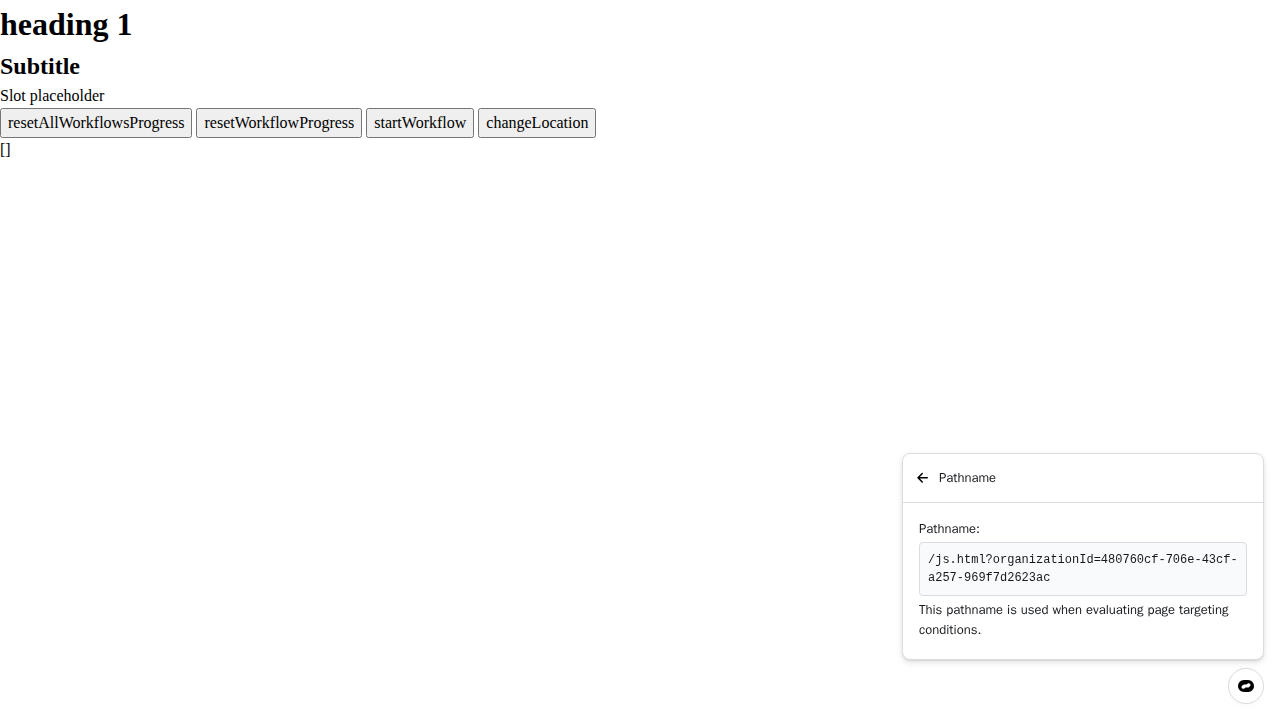 heading 1
Subtitle
Slot placeholder
resetAllWorkflowsProgress resetWorkflowProgress startWorkflow changeLocation
[]
Pathname
Pathname:
/js.html?organizationId=480760cf-706e-43cf-
a257-969f7d2623ac
This pathname is used when evaluating page targeting
conditions.